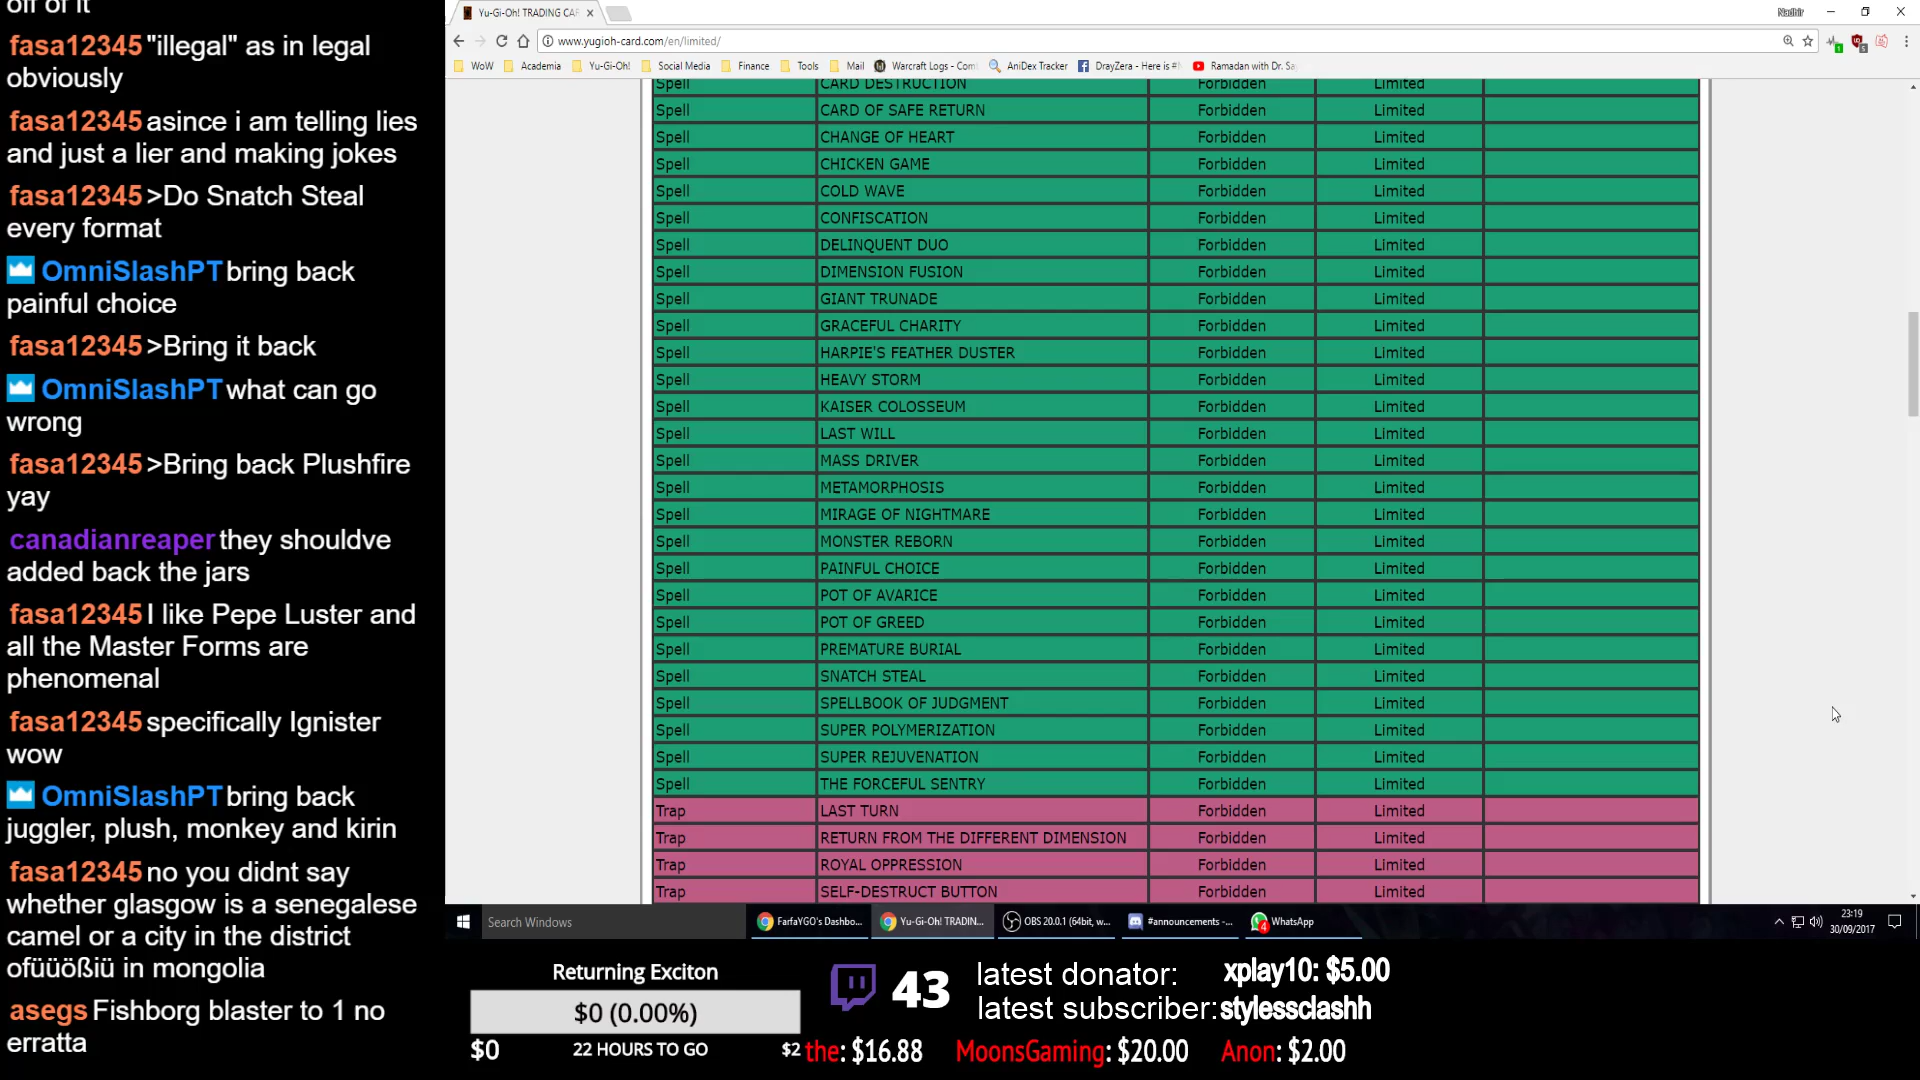 off of it
fasa12345 "illegal" as in legal
obviously
fasa12345 asince i am telling lies
and just a lier and making jokes
fasa12345 >Do Snatch Steal
every format
OmniSlashPT bring back
painful choice
fasa12345 >Bring it back
OmniSlashPT what can go
wrong
fasa12345 >Bring back Plushfire
yay
canadianreaper they shouldve
added back the jars
fasa12345 I like Pepe Luster and
all the Master Forms are
phenomenal
fasa12345 specifically Ignister
wow
OmniSlashPT bring back
juggler, plush, monkey and kirin
fasa12345 no you didnt say
whether glasgow is a senegalese
camel or a city in the district
ofüüößiü in mongolia
asegs Fishborg blaster to 1 no
erratta
Yu-Gi-Oh! TRADING CAR
Nadhir
www.yugioh-card.com/en/limited/
WoW Academia Yu-Gi-Oh! Social Media Finance Tools Mail Warcraft Logs - Com AniDex Tracker DrayZera - Here is #1 Ramadan with Dr. Sa
Spell CARD DESTRUCTION Forbidden Limited
Spell CARD OF SAFE RETURN Forbidden Limited
Spell CHANGE OF HEART Forbidden Limited
Spell CHICKEN GAME Forbidden Limited
Spell COLD WAVE Forbidden Limited
Spell CONFISCATION Forbidden Limited
Spell DELINQUENT DUO Forbidden Limited
Spell DIMENSION FUSION Forbidden Limited
Spell GIANT TRUNADE Forbidden Limited
Spell GRACEFUL CHARITY Forbidden Limited
Spell HARPIE'S FEATHER DUSTER Forbidden Limited
Spell HEAVY STORM Forbidden Limited
Spell KAISER COLOSSEUM Forbidden Limited
Spell LAST WILL Forbidden Limited
Spell MASS DRIVER Forbidden Limited
Spell METAMORPHOSIS Forbidden Limited
Spell MIRAGE OF NIGHTMARE Forbidden Limited
Spell MONSTER REBORN Forbidden Limited
Spell PAINFUL CHOICE Forbidden Limited
Spell POT OF AVARICE Forbidden Limited
Spell POT OF GREED Forbidden Limited
Spell PREMATURE BURIAL Forbidden Limited
Spell SNATCH STEAL Forbidden Limited
Spell SPELLBOOK OF JUDGMENT Forbidden Limited
Spell SUPER POLYMERIZATION Forbidden Limited
Spell SUPER REJUVENATION Forbidden Limited
Spell THE FORCEFUL SENTRY Forbidden Limited
Trap LAST TURN Forbidden Limited
Trap RETURN FROM THE DIFFERENT DIMENSION Forbidden Limited
Trap ROYAL OPPRESSION Forbidden Limited
Trap SELF-DESTRUCT BUTTON Forbidden Limited
Search Windows FarfaYGO's Dashbo... Yu-Gi-Oh! TRADIN... OBS 20.0.1 (64bit, w... #announcements -... 4 WhatsApp 23:19
30/09/2017
Returning Exciton
$0 (0.00%)
$0 22 HOURS TO GO $2
43
latest donator: xplay10: $5.00
latest subscriber: stylessclashh
the: $16.88 MoonsGaming: $20.00 Anon: $2.00